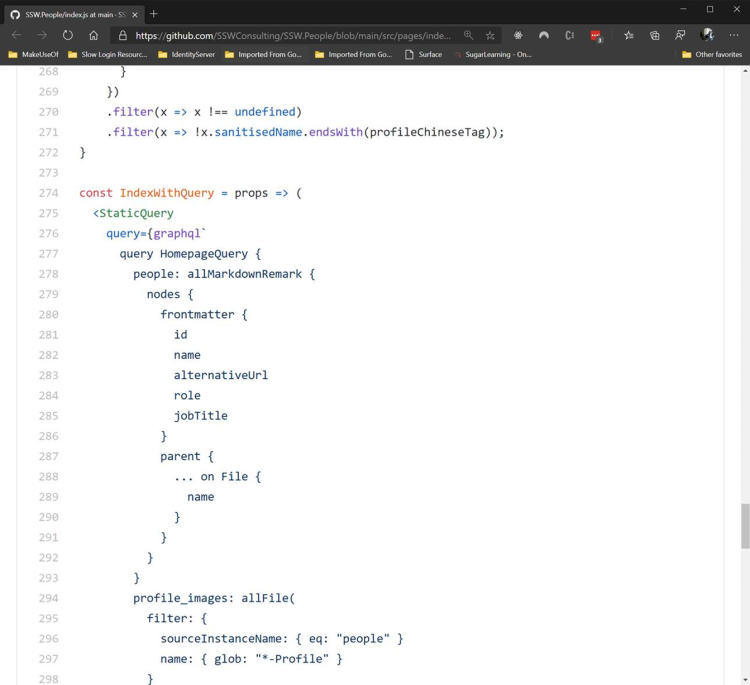 SSW.People/index.js at main · SS
https://github.com/SSWConsulting/SSW.People/blob/main/src/pages/inde...
MakeUseOf
Slow Login Resourc...
IdentityServer
Imported From Go...
Imported From Go...
Surface
SugarLearning - On...
Other favorites
268 }
269 })
270 .filter(x => x !== undefined)
271 .filter(x => !x.sanitisedName.endsWith(profileChineseTag));
272 }
273
274 const IndexWithQuery = props => (
275 <StaticQuery
276 query={graphql`
277 query HomepageQuery {
278 people: allMarkdownRemark {
279 nodes {
280 frontmatter {
281 id
282 name
283 alternativeUrl
284 role
285 jobTitle
286 }
287 parent {
288 ... on File {
289 name
290 }
291 }
292 }
293 }
294 profile_images: allFile(
295 filter: {
296 sourceInstanceName: { eq: "people" }
297 name: { glob: "*-Profile" }
298 }